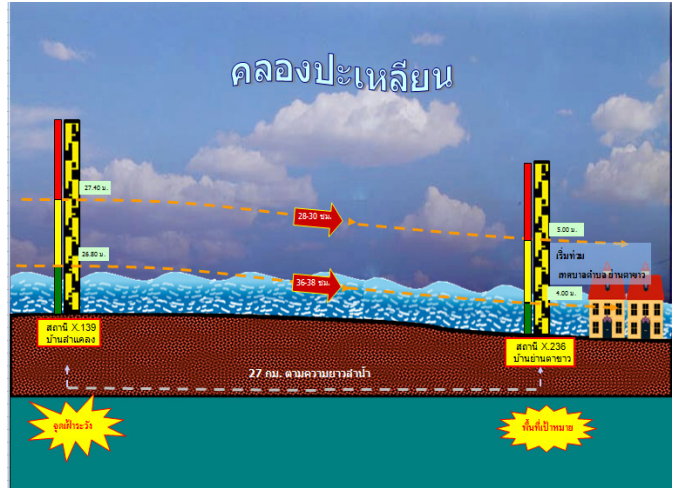 คลองปะเหลียน
27.40 ม.
28-30 ชม.
5.00 ม.
26.80 ม.
เริ่มท่วม
เทศบาลตำบล ย่านตาขาว
36-38 ชม.
4.00 ม.
สถานี X.139
บ้านลำแคลง
สถานี X.236
บ้านย่านตาขาว
27 กม. ตามความยาวลำน้ำ
จุดเฝ้าระวัง
พื้นที่เป้าหมาย